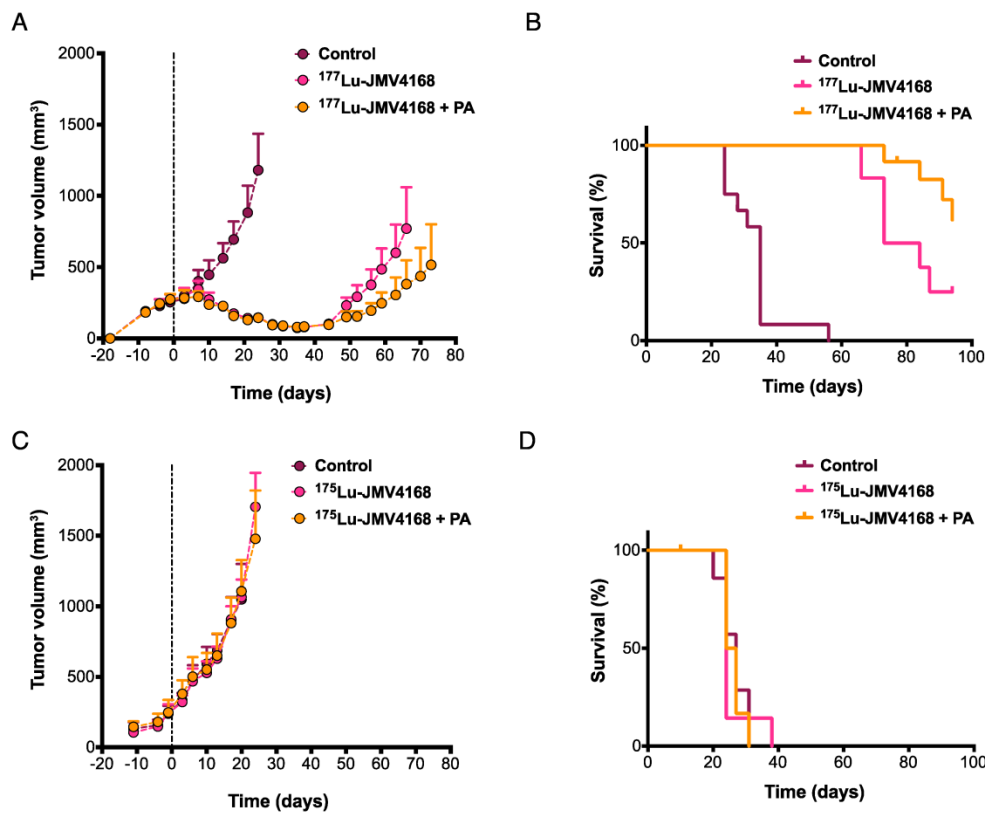 A
Control
¹⁷⁷Lu-JMV4168
¹⁷⁷Lu-JMV4168 + PA
Tumor volume (mm³)
2000
1500
1000
500
0
-20 -10 0 10 20 30 40 50 60 70 80
Time (days)
B
Control
¹⁷⁷Lu-JMV4168
¹⁷⁷Lu-JMV4168 + PA
Survival (%)
100
50
0
0 20 40 60 80 100
Time (days)
C
Control
¹⁷⁵Lu-JMV4168
¹⁷⁵Lu-JMV4168 + PA
Tumor volume (mm³)
2000
1500
1000
500
0
-20 -10 0 10 20 30 40 50 60 70 80
Time (days)
D
Control
¹⁷⁵Lu-JMV4168
¹⁷⁵Lu-JMV4168 + PA
Survival (%)
100
50
0
0 20 40 60 80 100
Time (days)